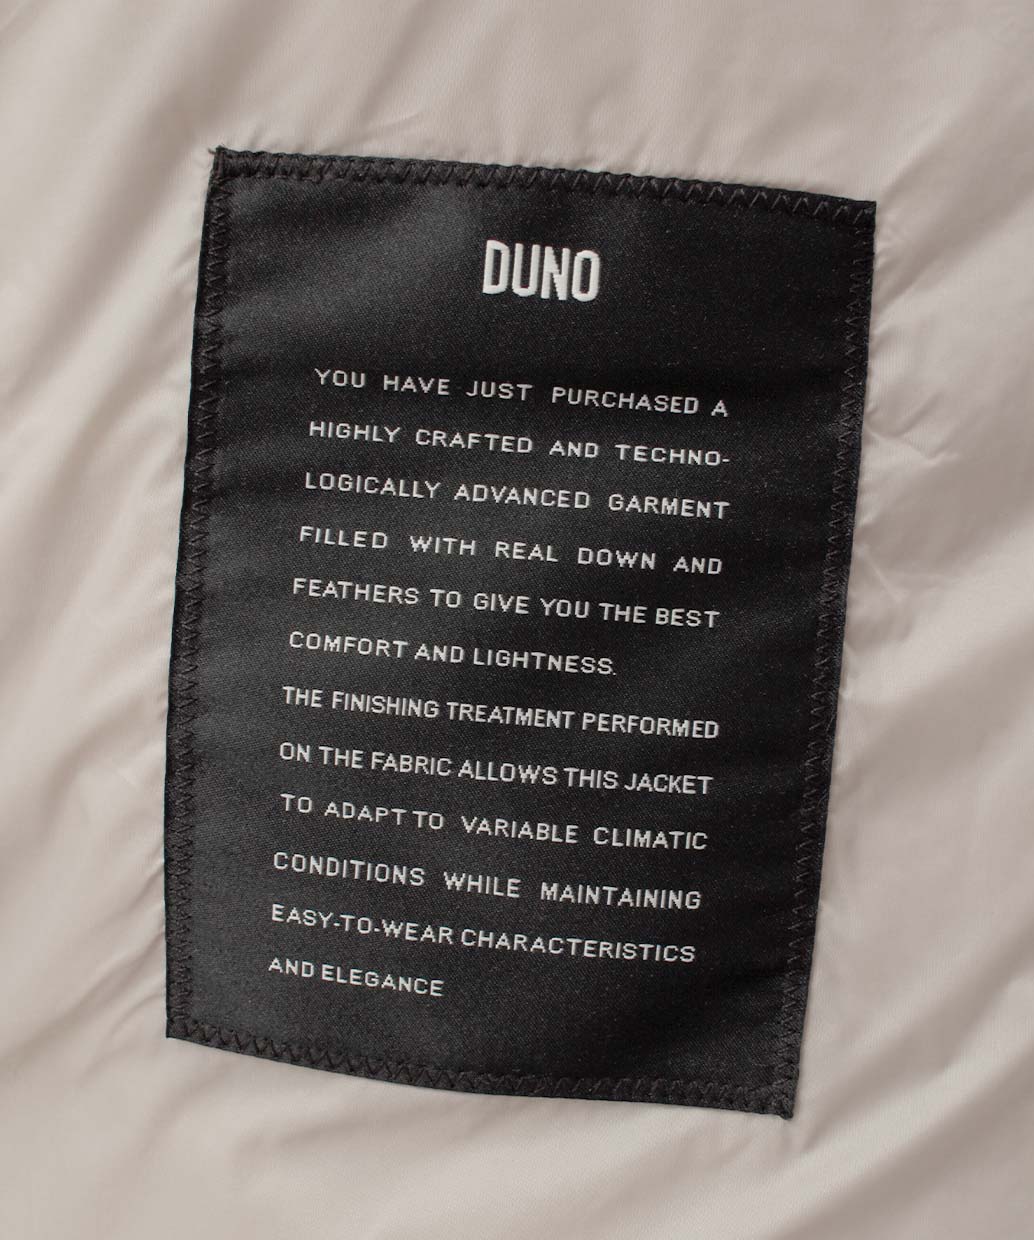 DUNO
YOU HAVE JUST PURCHASED A
HIGHLY CRAFTED AND TECHNO-
LOGICALLY ADVANCED GARMENT
FILLED WITH REAL DOWN AND
FEATHERS TO GIVE YOU THE BEST
COMFORT AND LIGHTNESS.
THE FINISHING TREATMENT PERFORMED
ON THE FABRIC ALLOWS THIS JACKET
TO ADAPT TO VARIABLE CLIMATIC
CONDITIONS WHILE MAINTAINING
EASY-TO-WEAR CHARACTERISTICS
AND ELEGANCE